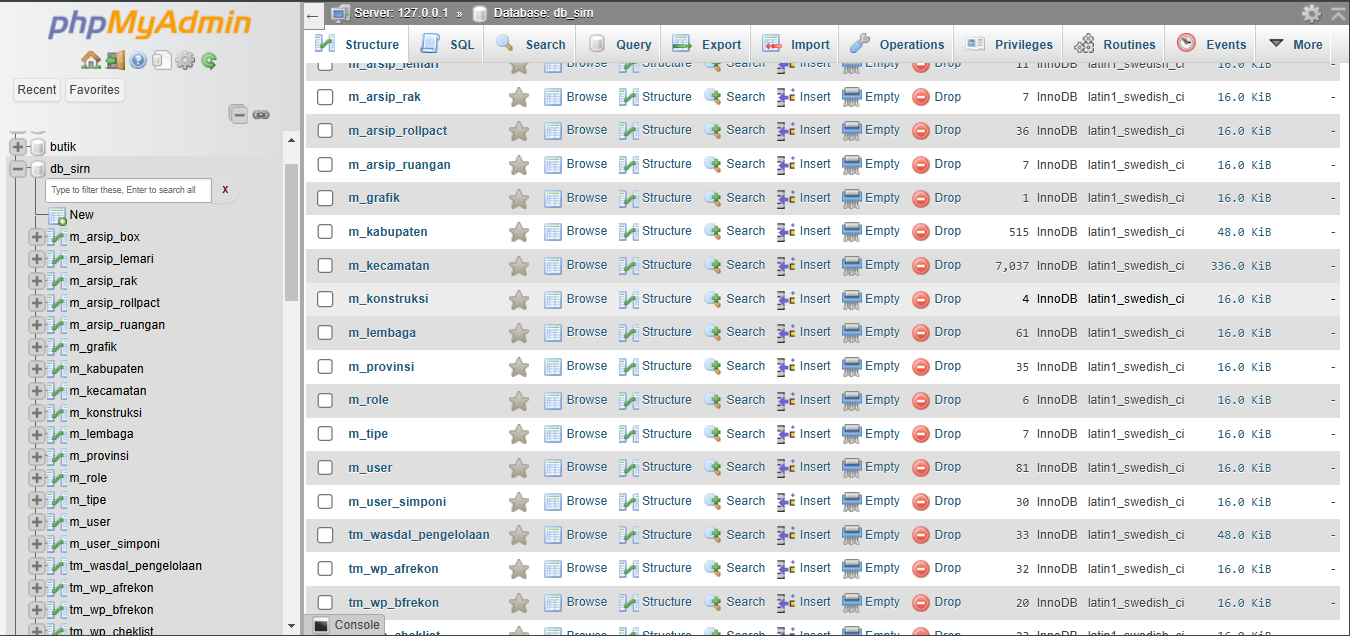 phpMyAdmin
Recent Favorites
butik
db_sirn
Type to filter these, Enter to search all X
New
m_arsip_box
m_arsip_lemari
m_arsip_rak
m_arsip_rollpact
m_arsip_ruangan
m_grafik
m_kabupaten
m_kecamatan
m_konstruksi
m_lembaga
m_provinsi
m_role
m_tipe
m_user
m_user_simponi
tm_wasdal_pengelolaan
tm_wp_afrekon
tm_wp_bfrekon
tm_wp_cheklist
Server: 127.0.0.1 » Database: db_sirn
Structure SQL Search Query Export Import Operations Privileges Routines Events More
m_arsip_lemari Browse Structure Search Insert Empty Drop 11 InnoDB latin1_swedish_ci 16.0 KiB -
m_arsip_rak Browse Structure Search Insert Empty Drop 7 InnoDB latin1_swedish_ci 16.0 KiB -
m_arsip_rollpact Browse Structure Search Insert Empty Drop 36 InnoDB latin1_swedish_ci 16.0 KiB -
m_arsip_ruangan Browse Structure Search Insert Empty Drop 7 InnoDB latin1_swedish_ci 16.0 KiB -
m_grafik Browse Structure Search Insert Empty Drop 1 InnoDB latin1_swedish_ci 16.0 KiB -
m_kabupaten Browse Structure Search Insert Empty Drop 515 InnoDB latin1_swedish_ci 48.0 KiB -
m_kecamatan Browse Structure Search Insert Empty Drop 7,037 InnoDB latin1_swedish_ci 336.0 KiB -
m_konstruksi Browse Structure Search Insert Empty Drop 4 InnoDB latin1_swedish_ci 16.0 KiB -
m_lembaga Browse Structure Search Insert Empty Drop 61 InnoDB latin1_swedish_ci 16.0 KiB -
m_provinsi Browse Structure Search Insert Empty Drop 35 InnoDB latin1_swedish_ci 16.0 KiB -
m_role Browse Structure Search Insert Empty Drop 6 InnoDB latin1_swedish_ci 16.0 KiB -
m_tipe Browse Structure Search Insert Empty Drop 7 InnoDB latin1_swedish_ci 16.0 KiB -
m_user Browse Structure Search Insert Empty Drop 81 InnoDB latin1_swedish_ci 16.0 KiB -
m_user_simponi Browse Structure Search Insert Empty Drop 30 InnoDB latin1_swedish_ci 16.0 KiB -
tm_wasdal_pengelolaan Browse Structure Search Insert Empty Drop 33 InnoDB latin1_swedish_ci 48.0 KiB -
tm_wp_afrekon Browse Structure Search Insert Empty Drop 32 InnoDB latin1_swedish_ci 16.0 KiB -
tm_wp_bfrekon Browse Structure Search Insert Empty Drop 20 InnoDB latin1_swedish_ci 16.0 KiB -
Console